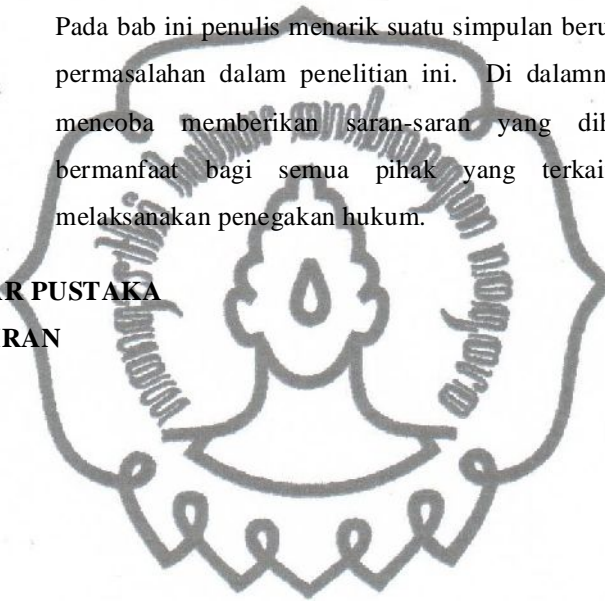 Pada bab ini penulis menarik suatu simpulan beru
permasalahan dalam penelitian ini. Di dalamn
mencoba memberikan saran-saran yang dih
bermanfaat bagi semua pihak yang terkai
melaksanakan penegakan hukum.
AR PUSTAKA
RAN